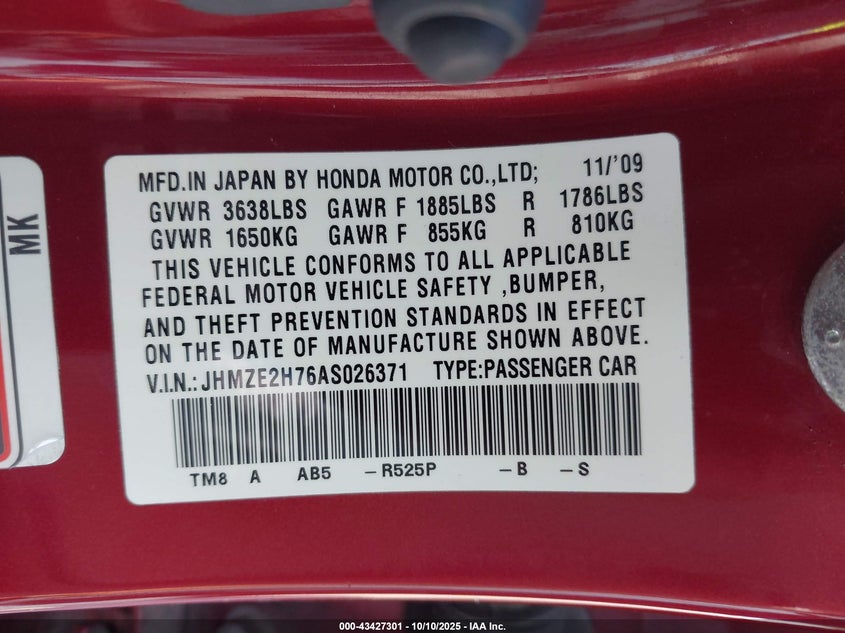 MK
MFD.IN JAPAN BY HONDA MOTOR CO.,LTD; 11/'09
GVWR 3638LBS GAWR F 1885LBS R 1786LBS
GVWR 1650KG GAWR F 855KG R 810KG
THIS VEHICLE CONFORMS TO ALL APPLICABLE
FEDERAL MOTOR VEHICLE SAFETY ,BUMPER,
AND THEFT PREVENTION STANDARDS IN EFFECT
ON THE DATE OF MANUFACTURE SHOWN ABOVE.
V.I.N.: JHMZE2H76AS026371 TYPE:PASSENGER CAR
TM8 A AB5 –R525P –B –S
000-43427301 - 10/10/2025 - IAA Inc.